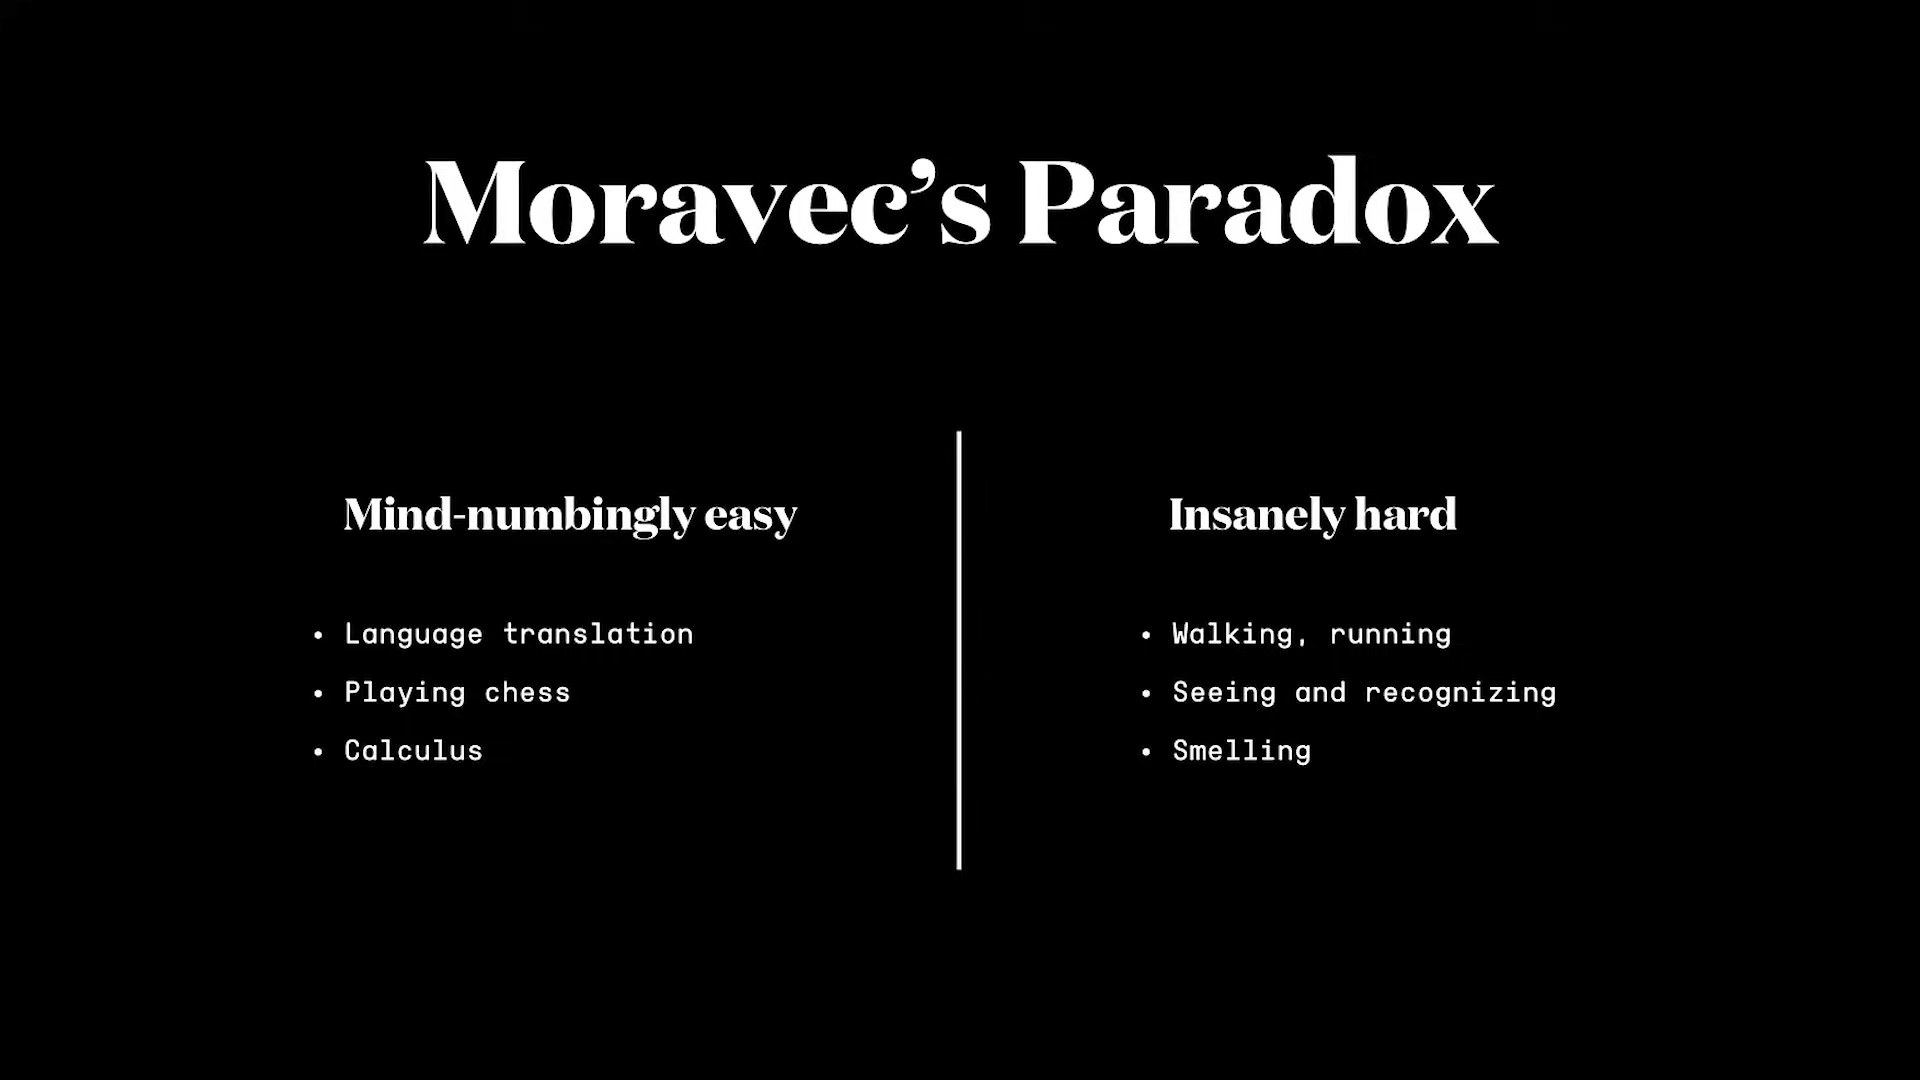 Moravec’s Paradox
Mind-numbingly easy
• Language translation
• Playing chess
• Calculus
Insanely hard
• Walking, running
• Seeing and recognizing
• Smelling